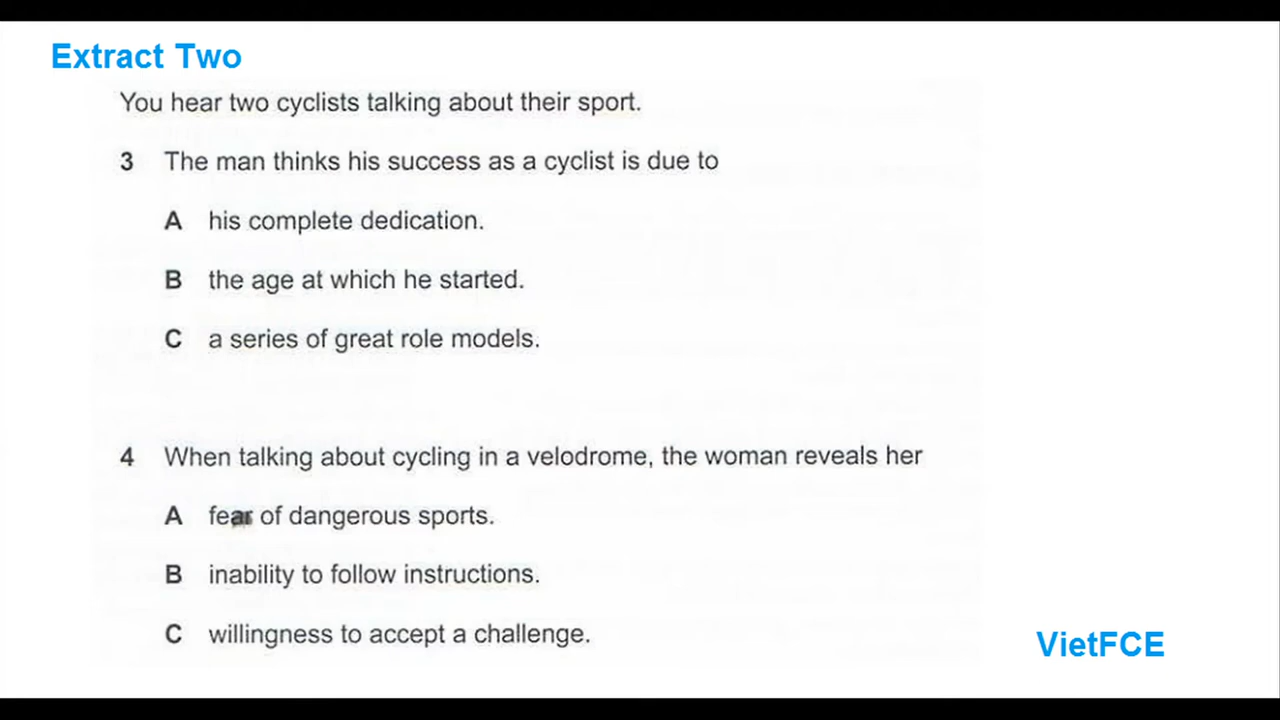 Extract Two
You hear two cyclists talking about their sport.
3 The man thinks his success as a cyclist is due to
A his complete dedication.
B the age at which he started.
C a series of great role models.
4 When talking about cycling in a velodrome, the woman reveals her
A fear of dangerous sports.
B inability to follow instructions.
C willingness to accept a challenge.
VietFCE